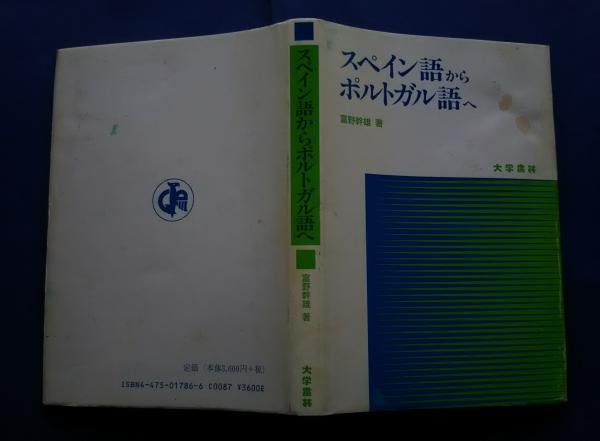 スペイン語から
ポルトガル語へ
富野幹雄 著
大学書林
スペイン語からポルトガル語へ
富野幹雄 著
大学書林
定価 (本体3,600円+税)
ISBN4-475-01786-6 C0087 ¥3600E